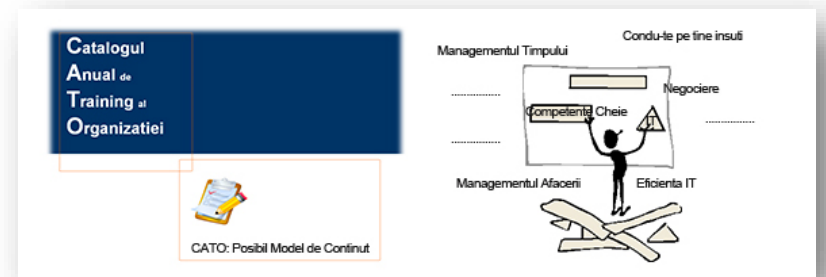 Catalogul
Anual de
Training al
Organizatiei
CATO: Posibil Model de Continut
Condu-te pe tine insuti
Managementul Timpului
Negociere
Competente Cheie
IT
Managementul Afacerii
Eficienta IT